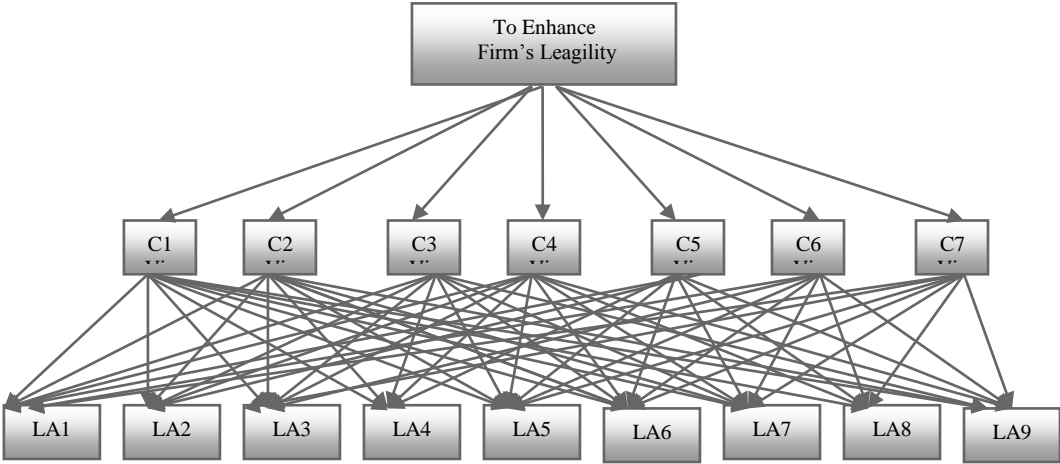 To Enhance
Firm's Leagility
C1 C2 C3 C4 C5 C6 C7
LA1 LA2 LA3 LA4 LA5 LA6 LA7 LA8 LA9